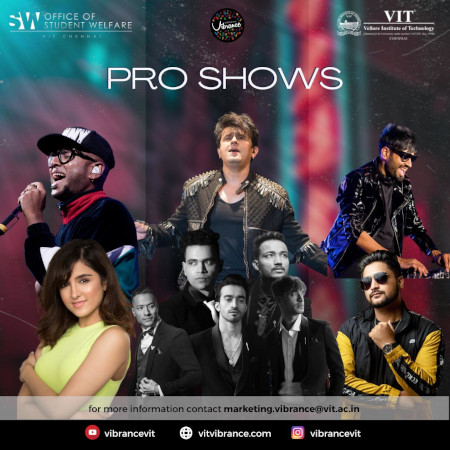 SW OFFICE OF
STUDENT WELFARE
VIT CHENNAI
Vibrance
VIT
Vellore Institute of Technology
CHENNAI
PRO SHOWS
for more information contact marketing.vibrance@vit.ac.in
vibrancevit
vitvibrance.com
vibrancevit